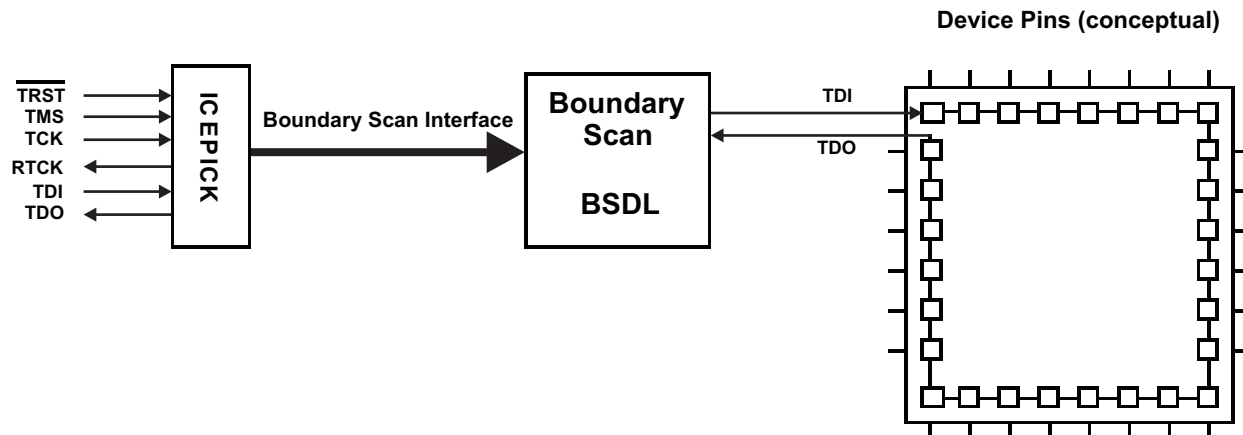 Device Pins (conceptual)
TRST
TMS
TCK
RTCK
TDI
TDO
ICEPICK
Boundary Scan Interface
Boundary
Scan
BSDL
TDI
TDO